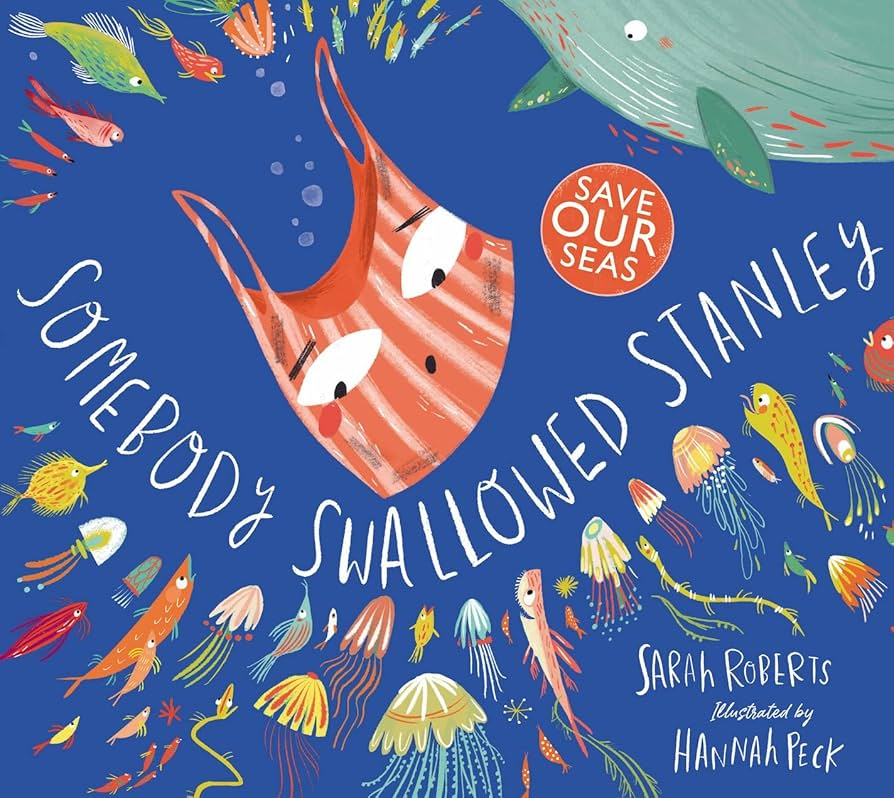 SAVE
OUR
SEAS
SOMEBODY SWALLOWED STANLEY
SARAH ROBERTS
Illustrated by
HANNAH PECK